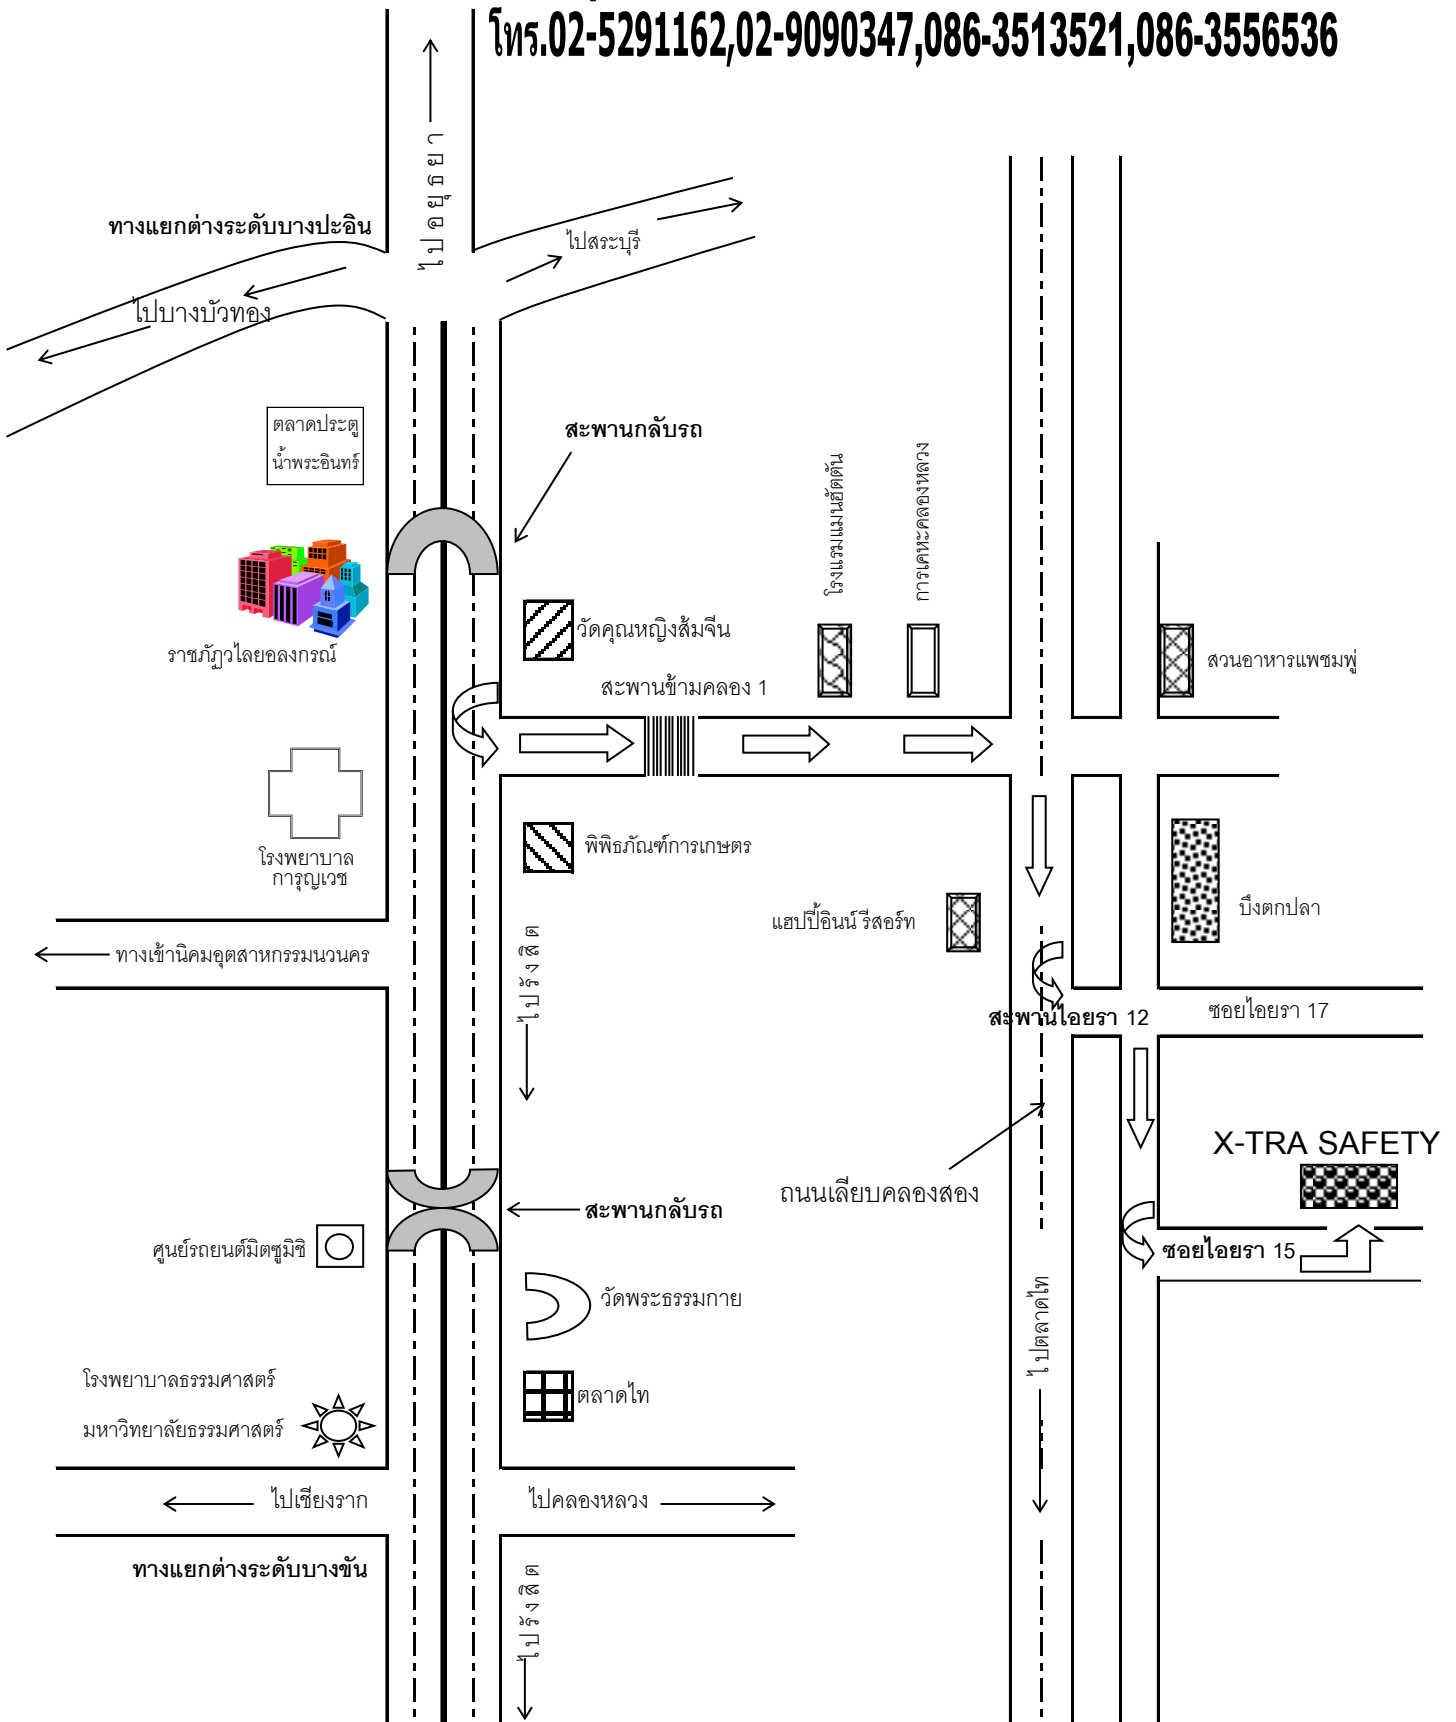 โทร.02-5291162,02-9090347,086-3513521,086-3556536
ไปอยุธยา
ทางแยกต่างระดับบางปะอิน
ไปสระบุรี
ไปบางบัวทอง
ตลาดประตู
น้ำพระอินทร์
สะพานกลับรถ
โรงแรมแมนฮัตตัน
การเคหะคลองหลวง
ราชภัฏวไลยอลงกรณ์
วัดคุณหญิงส้มจีน
สวนอาหารแพชมพู่
สะพานข้ามคลอง 1
พิพิธภัณฑ์การเกษตร
โรงพยาบาล
การุญเวช
แฮปปี้อินน์ รีสอร์ท
บึงตกปลา
ทางเข้านิคมอุตสาหกรรมนวนคร
ไปรังสิต
สะพานไอยรา 12
ซอยไอยรา 17
X-TRA SAFETY
ถนนเลียบคลองสอง
สะพานกลับรถ
ศูนย์รถยนต์มิตซูมิชิ
ซอยไอยรา 15
วัดพระธรรมกาย
ไปตลาดไท
โรงพยาบาลธรรมศาสตร์
ตลาดไท
มหาวิทยาลัยธรรมศาสตร์
ไปเชียงราก
ไปคลองหลวง
ทางแยกต่างระดับบางขัน
ไปรังสิต